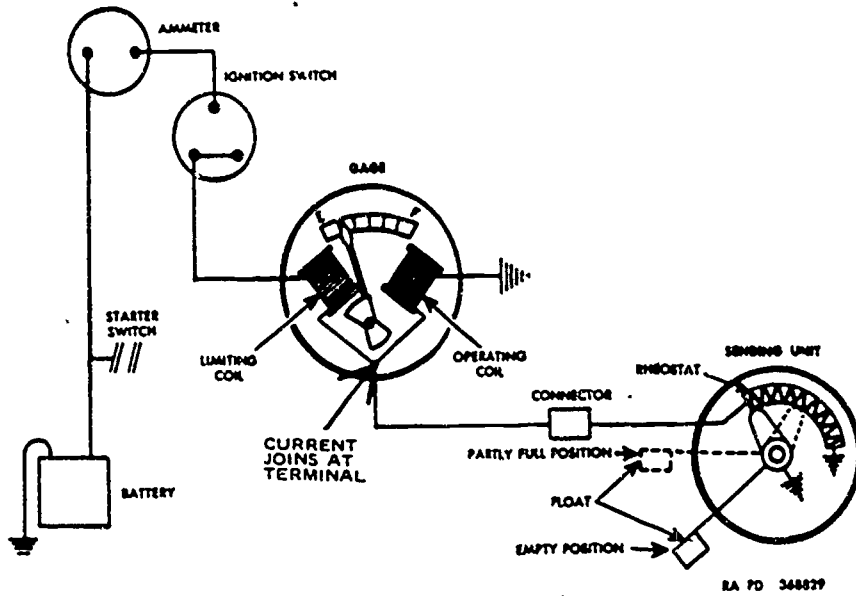 AMMETER
IGNITION SWITCH
GAGE
E
F
STARTER
SWITCH
LIMITING
COIL
OPERATING
COIL
SENDING UNIT
RHEOSTAT
CONNECTOR
CURRENT
JOINS AT
TERMINAL
PARTLY FULL POSITION
BATTERY
FLOAT
EMPTY POSITION
RA PD 368829